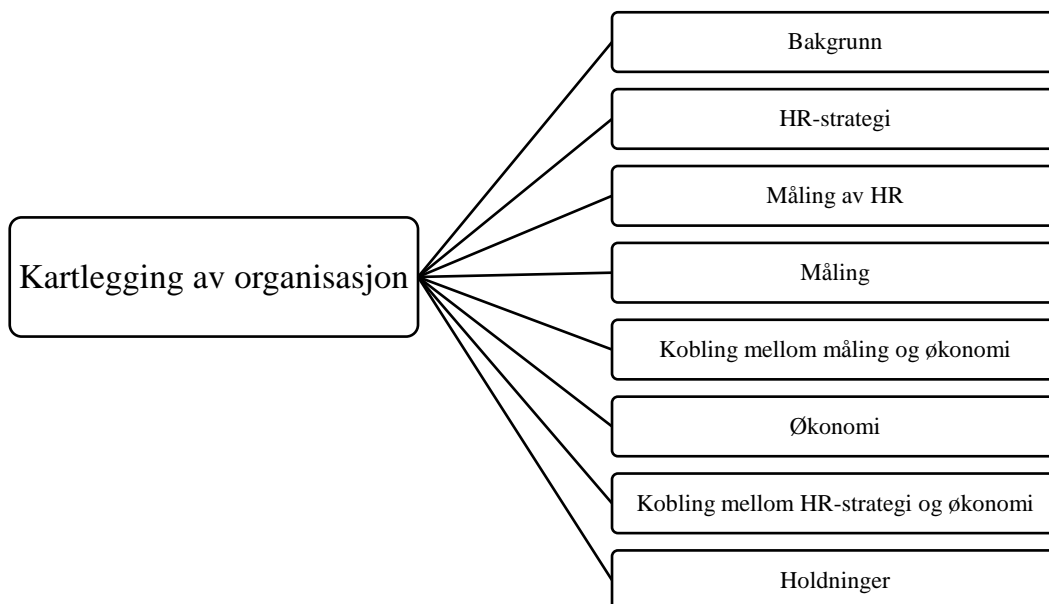 Bakgrunn
HR-strategi
Måling av HR
Kartlegging av organisasjon
Måling
Kobling mellom måling og økonomi
Økonomi
Kobling mellom HR-strategi og økonomi
Holdninger